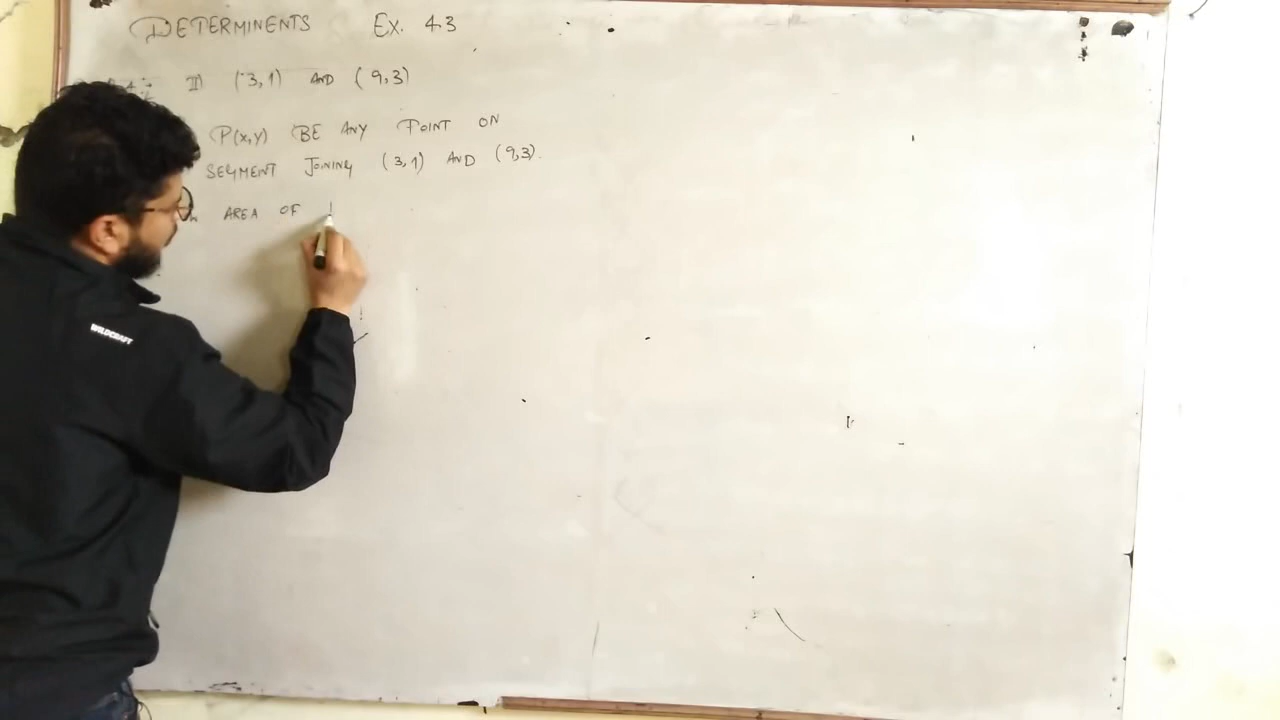 DETERMINENTS Ex. 4.3
II) (3,1) AND (9,3)
P(x,y) BE ANY POINT ON
SEGMENT JOINING (3,1) AND (9,3).
AREA OF
WILDCRAFT